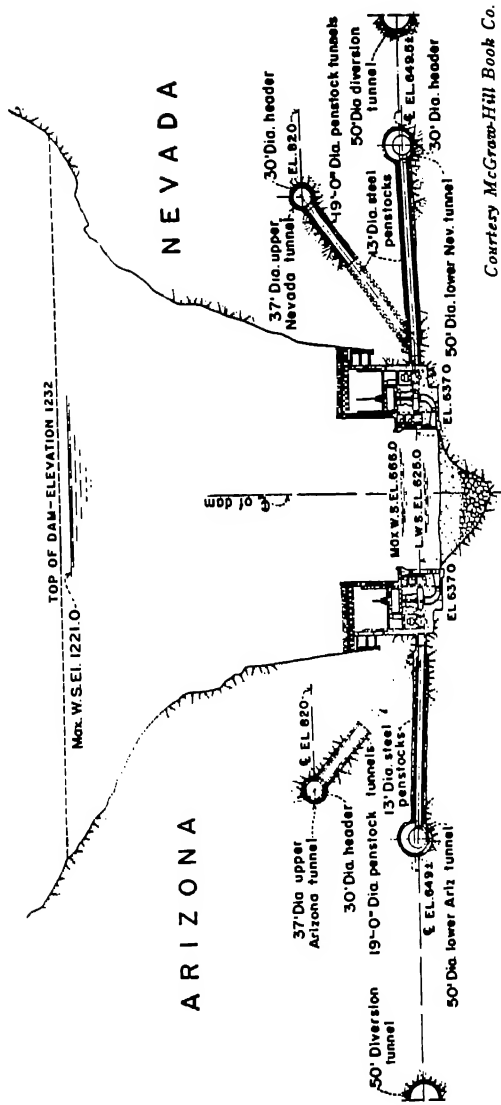 ARIZONA
NEVADA
TOP OF DAM-ELEVATION 1232
Max. W.S. El. 1221.0
℄ of dam
37' Dia. upper
Nevada tunnel
30' Dia. header
EL. 820
19'-0" Dia. penstock tunnels
50' Dia diversion
tunnel
13' Dia. steel
penstocks
℄ EL. 649.5±
30' Dia. header
50' Dia. lower Nev. tunnel
EL. 637.0
Max W.S. EL. 666.0
L.W.S. EL. 625.0
EL 637.0
37' Dia upper
Arizona tunnel
℄ EL. 820
30' Dia header
19'-0" Dia. penstock tunnels
13' Dia. steel
penstocks
℄ EL. 649±
50' Dia. lower Ariz tunnel
50' Diversion
tunnel
Courtesy McGraw-Hill Book Co.